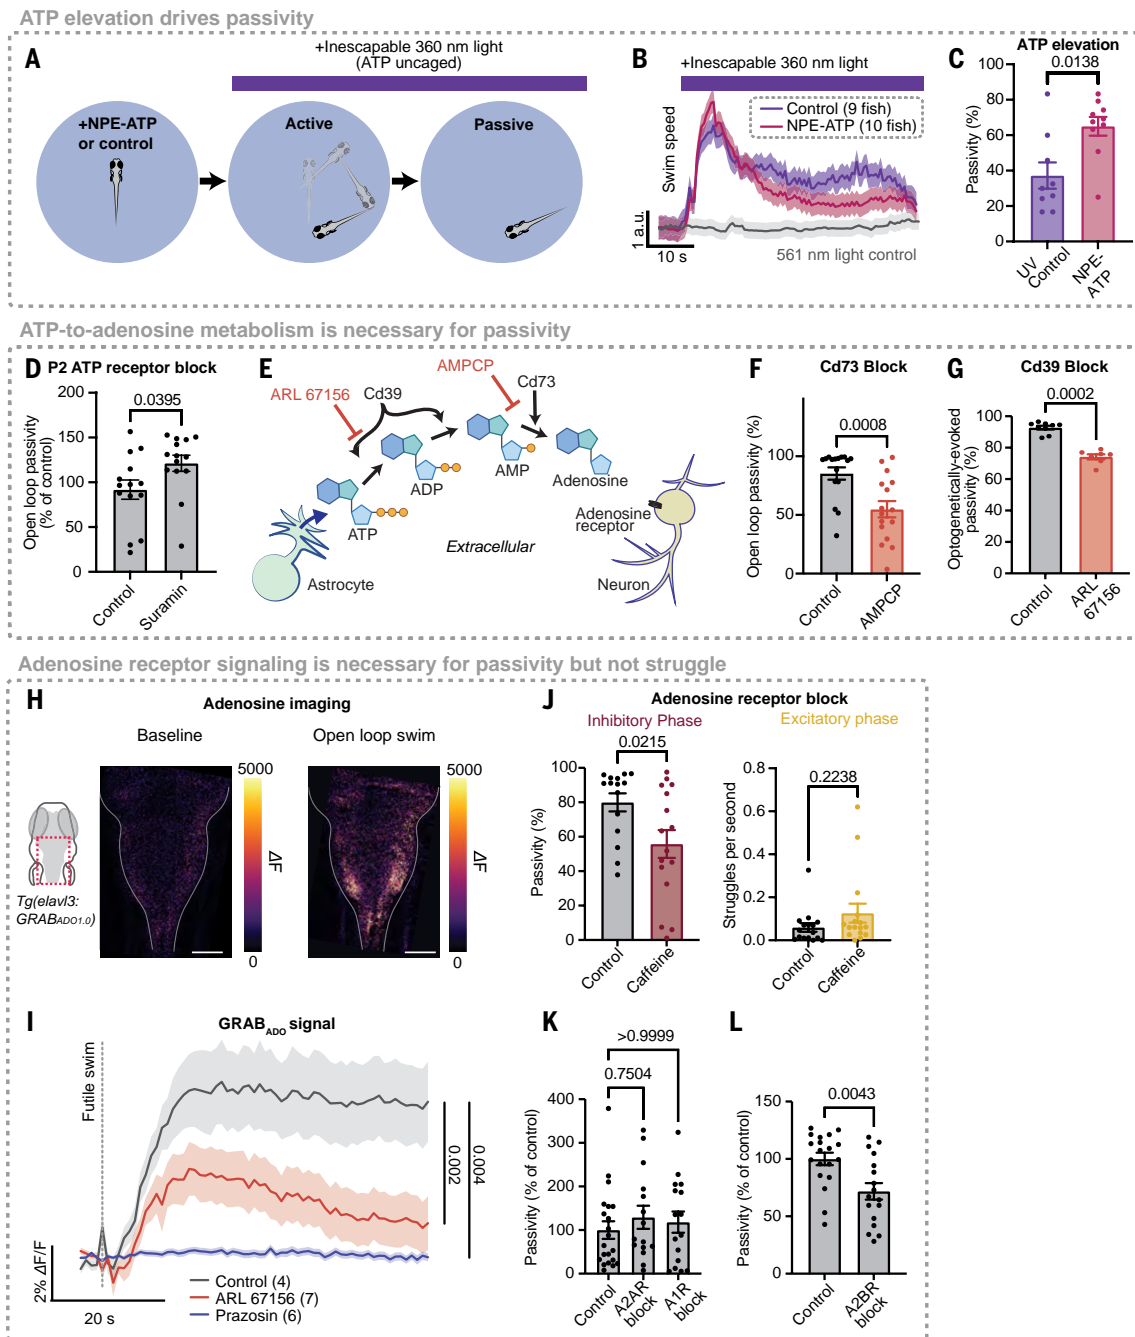 ATP elevation drives passivity
A
+Inescapable 360 nm light
(ATP uncaged)
+NPE-ATP
or control
Active
Passive
B
+Inescapable 360 nm light
Control (9 fish)
NPE-ATP (10 fish)
Swim speed
1 a.u.
10 s
561 nm light control
C
ATP elevation
0.0138
Passivity (%)
100
80
60
40
20
0
UV
Control
NPE-
ATP
ATP-to-adenosine metabolism is necessary for passivity
D
P2 ATP receptor block
0.0395
Open loop passivity
(% of control)
200
150
100
50
0
Control
Suramin
E
AMPCP
ARL 67156
Cd39
Cd73
ATP
ADP
AMP
Adenosine
Adenosine
receptor
Extracellular
Astrocyte
Neuron
F
Cd73 Block
0.0008
Open loop passivity (%)
100
50
0
Control
AMPCP
G
Cd39 Block
0.0002
Optogenetically-evoked
passivity (%)
100
80
60
40
20
0
Control
ARL
67156
Adenosine receptor signaling is necessary for passivity but not struggle
H
Adenosine imaging
Baseline
Open loop swim
5000
ΔF
0
5000
ΔF
0
Tg(elavl3:
GRABADO1.0)
J
Adenosine receptor block
Inhibitory Phase
0.0215
Passivity (%)
100
80
60
40
20
0
Control
Caffeine
Excitatory phase
0.2238
Struggles per second
0.8
0.6
0.4
0.2
0.0
Control
Caffeine
I
GRABADO signal
Futile swim
0.002
0.004
2% ΔF/F
20 s
Control (4)
ARL 67156 (7)
Prazosin (6)
K
>0.9999
0.7504
Passivity (% of control)
400
300
200
100
0
Control
A2AR
block
A1R
block
L
0.0043
Passivity (% of control)
150
100
50
0
Control
A2BR
block